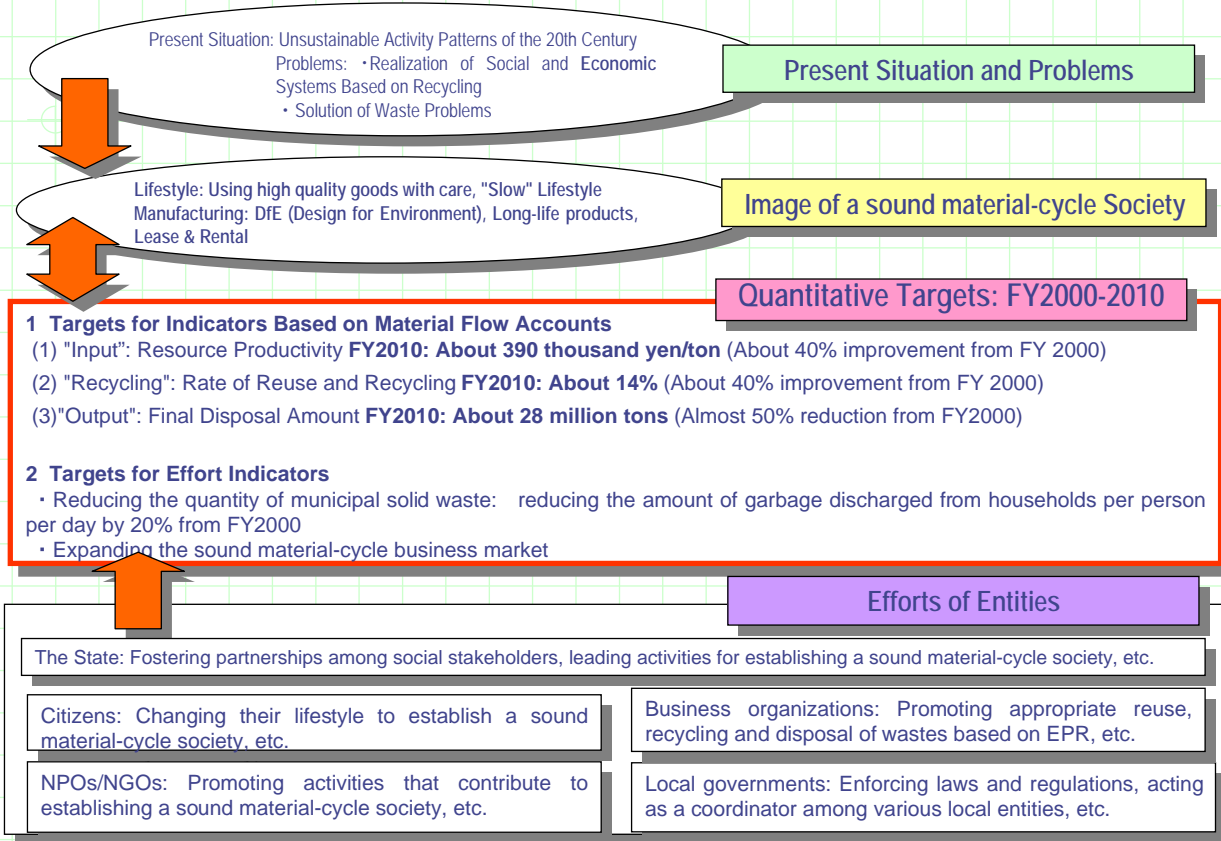 Present Situation: Unsustainable Activity Patterns of the 20th Century
Problems: ・Realization of Social and Economic
Systems Based on Recycling
・Solution of Waste Problems
Present Situation and Problems
Lifestyle: Using high quality goods with care, "Slow" Lifestyle
Manufacturing: DfE (Design for Environment), Long-life products,
Lease & Rental
Image of a sound material-cycle Society
Quantitative Targets: FY2000-2010
1 Targets for Indicators Based on Material Flow Accounts
(1) "Input": Resource Productivity FY2010: About 390 thousand yen/ton (About 40% improvement from FY 2000)
(2) "Recycling": Rate of Reuse and Recycling FY2010: About 14% (About 40% improvement from FY 2000)
(3)"Output": Final Disposal Amount FY2010: About 28 million tons (Almost 50% reduction from FY2000)
2 Targets for Effort Indicators
・Reducing the quantity of municipal solid waste: reducing the amount of garbage discharged from households per person
per day by 20% from FY2000
・Expanding the sound material-cycle business market
Efforts of Entities
The State: Fostering partnerships among social stakeholders, leading activities for establishing a sound material-cycle society, etc.
Citizens: Changing their lifestyle to establish a sound
material-cycle society, etc.
Business organizations: Promoting appropriate reuse,
recycling and disposal of wastes based on EPR, etc.
NPOs/NGOs: Promoting activities that contribute to
establishing a sound material-cycle society, etc.
Local governments: Enforcing laws and regulations, acting
as a coordinator among various local entities, etc.